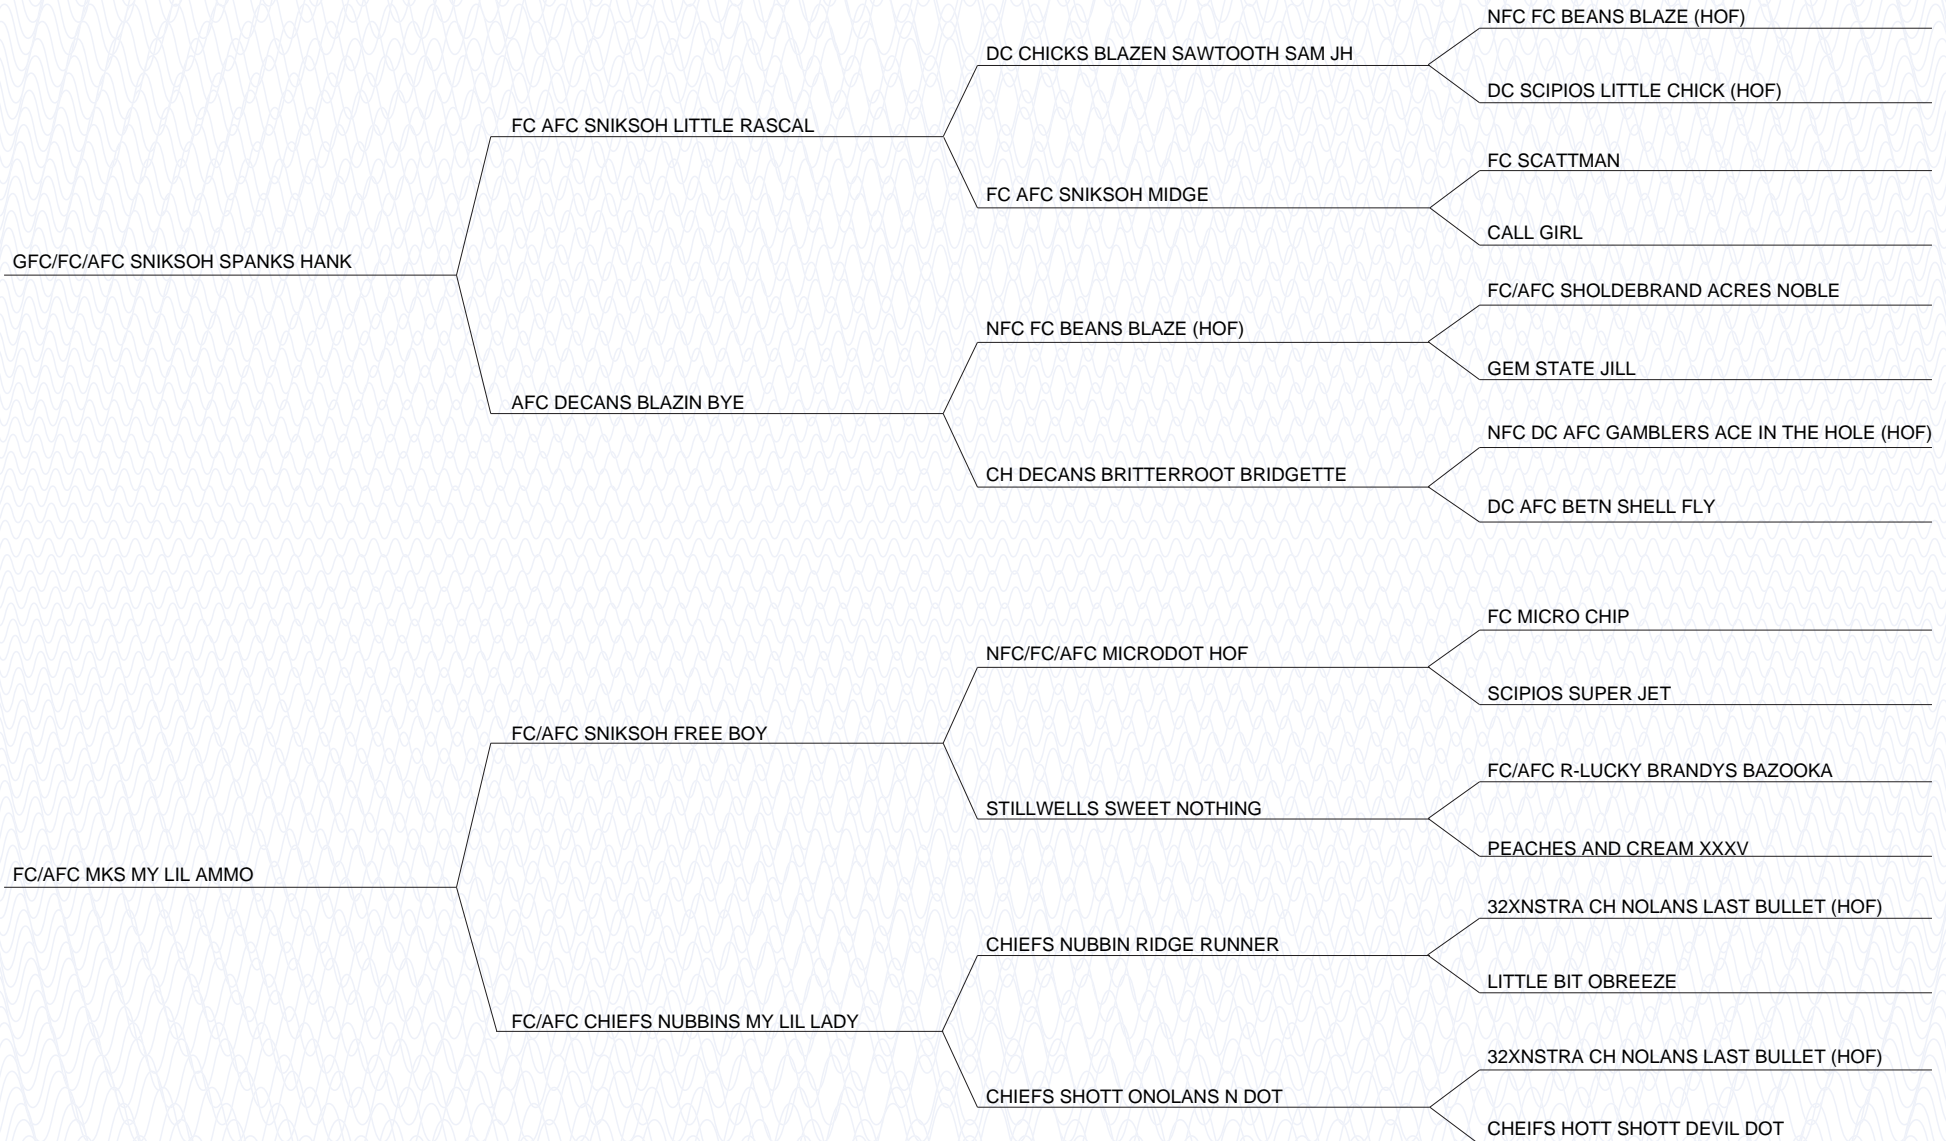 NFC FC BEANS BLAZE (HOF)
DC CHICKS BLAZEN SAWTOOTH SAM JH
DC SCIPIOS LITTLE CHICK (HOF)
FC AFC SNIKSOH LITTLE RASCAL
FC SCATTMAN
FC AFC SNIKSOH MIDGE
CALL GIRL
GFC/FC/AFC SNIKSOH SPANKS HANK
FC/AFC SHOLDEBRAND ACRES NOBLE
NFC FC BEANS BLAZE (HOF)
GEM STATE JILL
AFC DECANS BLAZIN BYE
NFC DC AFC GAMBLERS ACE IN THE HOLE (HOF)
CH DECANS BRITTERROOT BRIDGETTE
DC AFC BETN SHELL FLY
FC MICRO CHIP
NFC/FC/AFC MICRODOT HOF
SCIPIOS SUPER JET
FC/AFC SNIKSOH FREE BOY
FC/AFC R-LUCKY BRANDYS BAZOOKA
STILLWELLS SWEET NOTHING
PEACHES AND CREAM XXXV
FC/AFC MKS MY LIL AMMO
32XNSTRA CH NOLANS LAST BULLET (HOF)
CHIEFS NUBBIN RIDGE RUNNER
LITTLE BIT OBREEZE
FC/AFC CHIEFS NUBBINS MY LIL LADY
32XNSTRA CH NOLANS LAST BULLET (HOF)
CHIEFS SHOTT ONOLANS N DOT
CHEIFS HOTT SHOTT DEVIL DOT